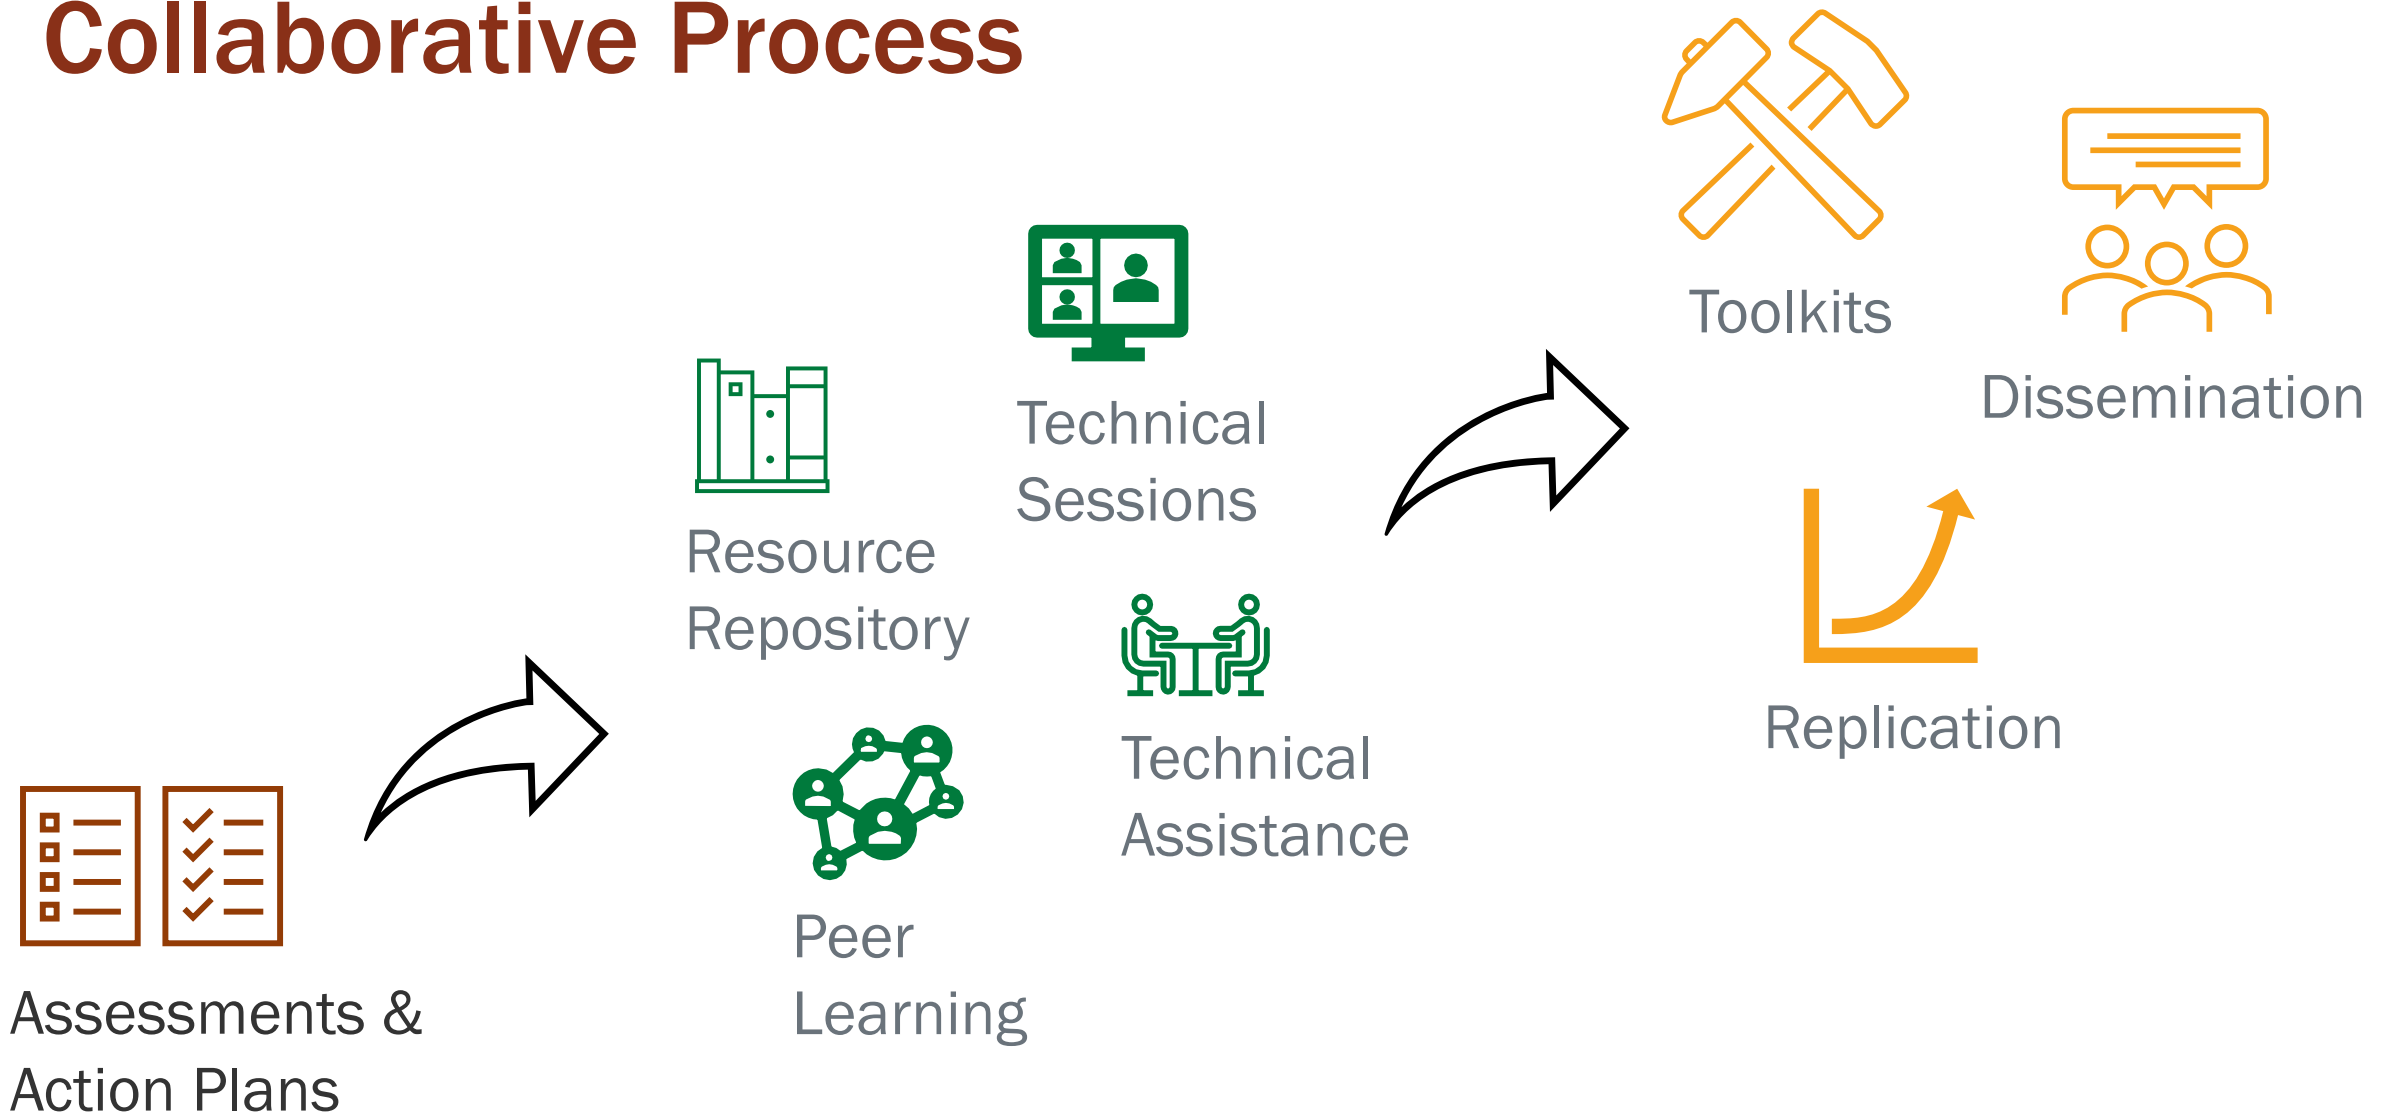 Collaborative Process
Assessments &
Action Plans
Resource
Repository
Technical
Sessions
Peer
Learning
Technical
Assistance
Toolkits
Dissemination
Replication